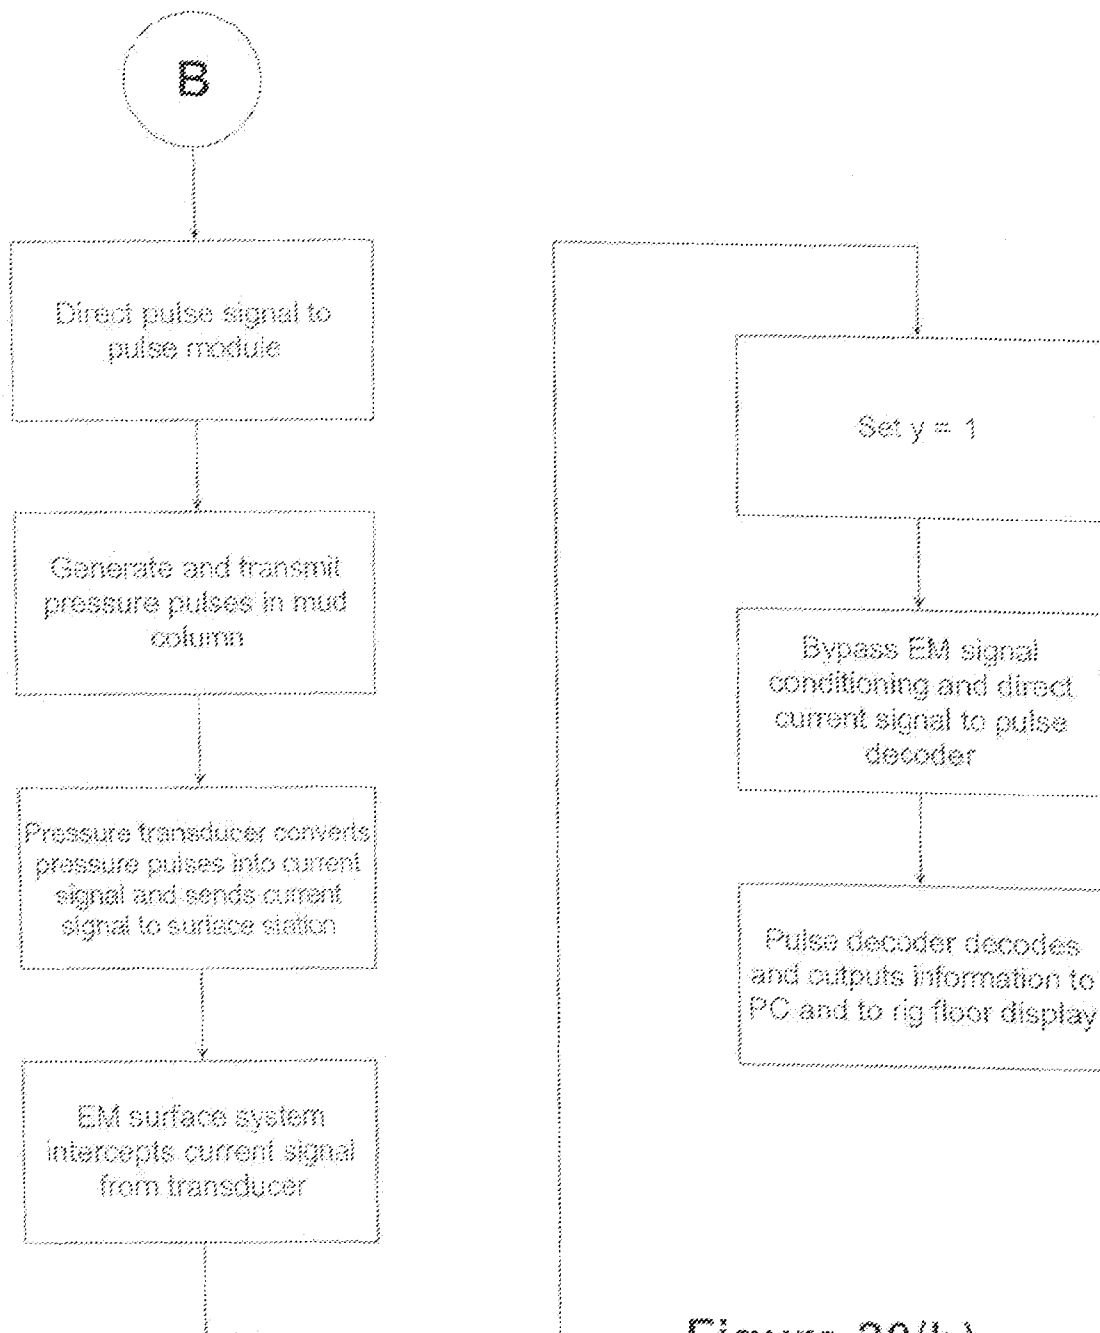 B
Direct pulse signal to
pulse module
Generate and transmit
pressure pulses in mud
column
Pressure transducer converts
pressure pulses into current
signal and sends current
signal to surface station
EM surface system
intercepts current signal
from transducer
Set y = 1
Bypass EM signal
conditioning and direct
current signal to pulse
decoder
Pulse decoder decodes
and outputs information to
PC and to rig floor display
Figure 20(b)